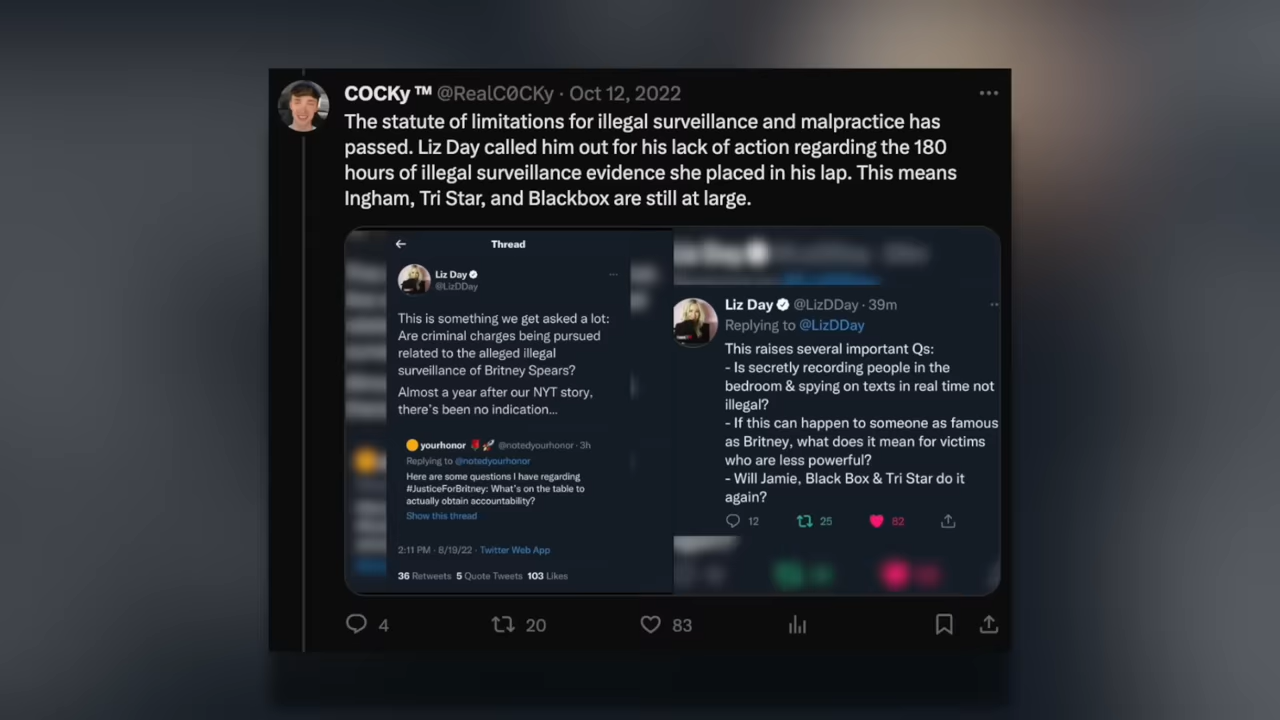 COCKy™ @RealC0CKy · Oct 12, 2022
The statute of limitations for illegal surveillance and malpractice has
passed. Liz Day called him out for his lack of action regarding the 180
hours of illegal surveillance evidence she placed in his lap. This means
Ingham, Tri Star, and Blackbox are still at large.
Thread
Liz Day
@LizDDay
This is something we get asked a lot:
Are criminal charges being pursued
related to the alleged illegal
surveillance of Britney Spears?
Almost a year after our NYT story,
there's been no indication...
yourhonor @notedyourhonor · 3h
Replying to @notedyourhonor
Here are some questions I have regarding
#JusticeForBritney: What's on the table to
actually obtain accountability?
Show this thread
2:11 PM · 8/19/22 · Twitter Web App
36 Retweets 5 Quote Tweets 103 Likes
Liz Day @LizDDay · 39m
Replying to @LizDDay
This raises several important Qs:
- Is secretly recording people in the
bedroom & spying on texts in real time not
illegal?
- If this can happen to someone as famous
as Britney, what does it mean for victims
who are less powerful?
- Will Jamie, Black Box & Tri Star do it
again?
12 25 82
4 20 83